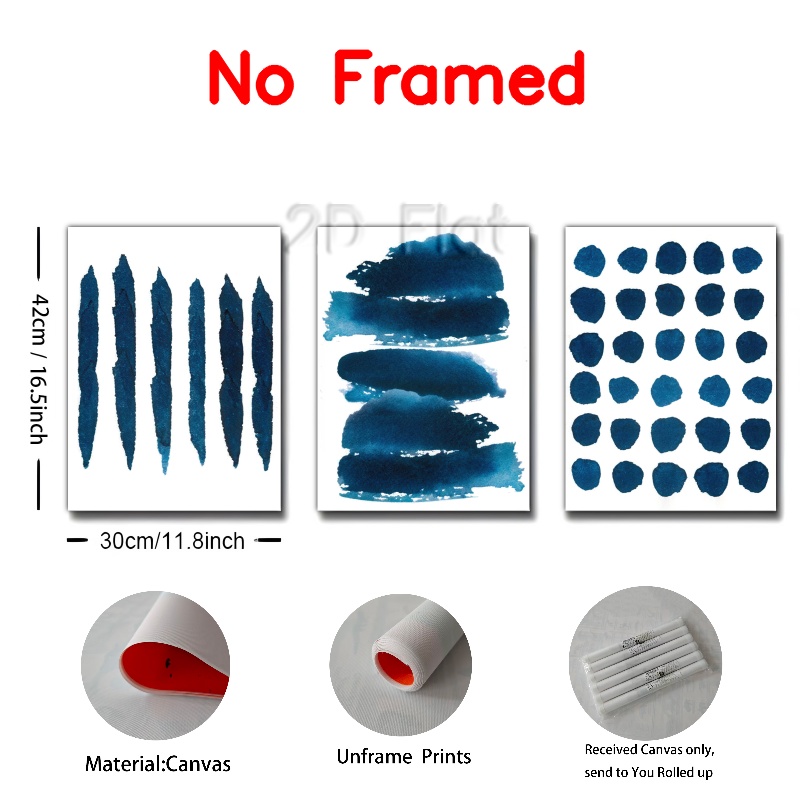 No Framed
2D Flat
42cm / 16.5inch
30cm/11.8inch
Material:Canvas
Unframe Prints
Received Canvas only,
send to You Rolled up